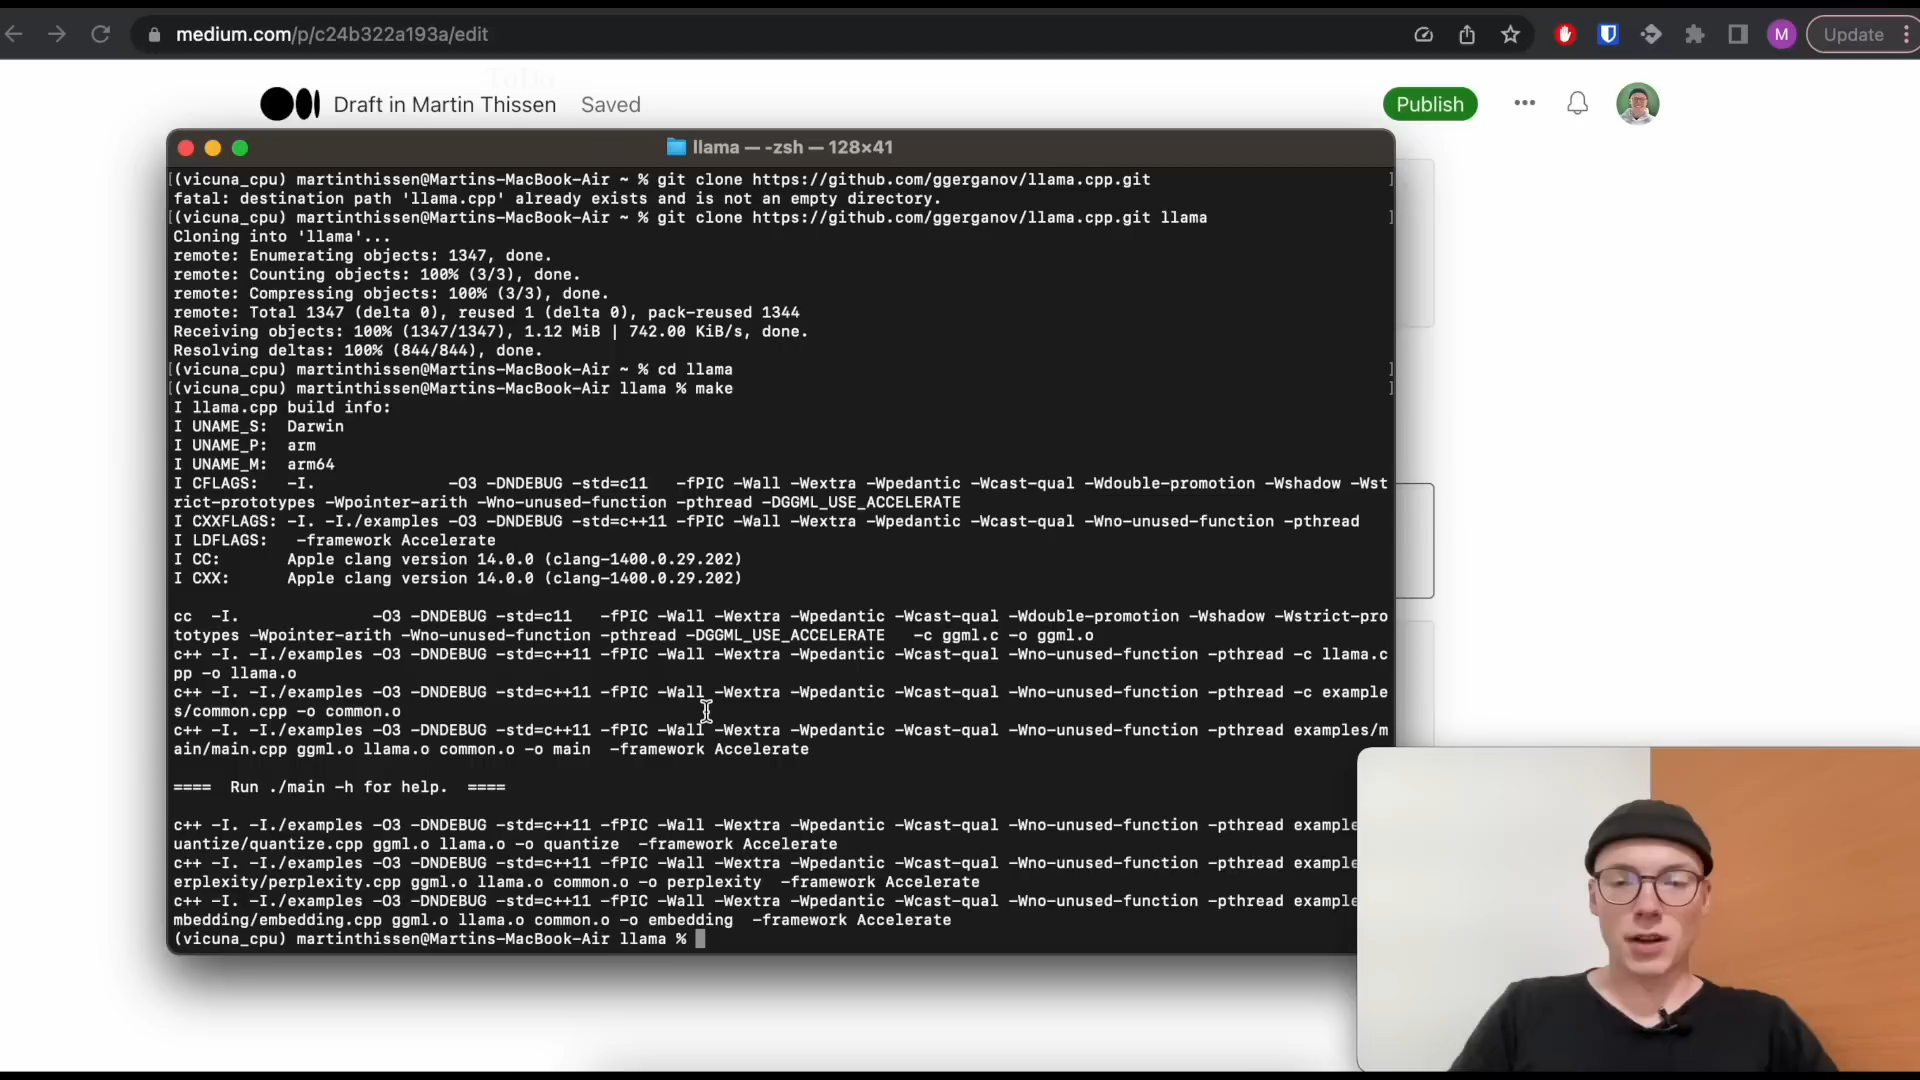 medium.com/p/c24b322a193a/edit
M
Update
Draft in Martin Thissen Saved
Publish
llama — -zsh — 128×41
[(vicuna_cpu) martinthissen@Martins-MacBook-Air ~ % git clone https://github.com/ggerganov/llama.cpp.git ]
fatal: destination path 'llama.cpp' already exists and is not an empty directory.
[(vicuna_cpu) martinthissen@Martins-MacBook-Air ~ % git clone https://github.com/ggerganov/llama.cpp.git llama ]
Cloning into 'llama'...
remote: Enumerating objects: 1347, done.
remote: Counting objects: 100% (3/3), done.
remote: Compressing objects: 100% (3/3), done.
remote: Total 1347 (delta 0), reused 1 (delta 0), pack-reused 1344
Receiving objects: 100% (1347/1347), 1.12 MiB | 742.00 KiB/s, done.
Resolving deltas: 100% (844/844), done.
[(vicuna_cpu) martinthissen@Martins-MacBook-Air ~ % cd llama ]
[(vicuna_cpu) martinthissen@Martins-MacBook-Air llama % make ]
I llama.cpp build info:
I UNAME_S:  Darwin
I UNAME_P:  arm
I UNAME_M:  arm64
I CFLAGS:   -I.              -O3 -DNDEBUG -std=c11   -fPIC -Wall -Wextra -Wpedantic -Wcast-qual -Wdouble-promotion -Wshadow -Wst
rict-prototypes -Wpointer-arith -Wno-unused-function -pthread -DGGML_USE_ACCELERATE
I CXXFLAGS: -I. -I./examples -O3 -DNDEBUG -std=c++11 -fPIC -Wall -Wextra -Wpedantic -Wcast-qual -Wno-unused-function -pthread
I LDFLAGS:   -framework Accelerate
I CC:       Apple clang version 14.0.0 (clang-1400.0.29.202)
I CXX:      Apple clang version 14.0.0 (clang-1400.0.29.202)
cc  -I.              -O3 -DNDEBUG -std=c11   -fPIC -Wall -Wextra -Wpedantic -Wcast-qual -Wdouble-promotion -Wshadow -Wstrict-pro
totypes -Wpointer-arith -Wno-unused-function -pthread -DGGML_USE_ACCELERATE   -c ggml.c -o ggml.o
c++ -I. -I./examples -O3 -DNDEBUG -std=c++11 -fPIC -Wall -Wextra -Wpedantic -Wcast-qual -Wno-unused-function -pthread -c llama.c
pp -o llama.o
c++ -I. -I./examples -O3 -DNDEBUG -std=c++11 -fPIC -Wall -Wextra -Wpedantic -Wcast-qual -Wno-unused-function -pthread -c example
s/common.cpp -o common.o
c++ -I. -I./examples -O3 -DNDEBUG -std=c++11 -fPIC -Wall -Wextra -Wpedantic -Wcast-qual -Wno-unused-function -pthread examples/m
ain/main.cpp ggml.o llama.o common.o -o main  -framework Accelerate
====  Run ./main -h for help.  ====
c++ -I. -I./examples -O3 -DNDEBUG -std=c++11 -fPIC -Wall -Wextra -Wpedantic -Wcast-qual -Wno-unused-function -pthread example
uantize/quantize.cpp ggml.o llama.o -o quantize  -framework Accelerate
c++ -I. -I./examples -O3 -DNDEBUG -std=c++11 -fPIC -Wall -Wextra -Wpedantic -Wcast-qual -Wno-unused-function -pthread example
erplexity/perplexity.cpp ggml.o llama.o common.o -o perplexity  -framework Accelerate
c++ -I. -I./examples -O3 -DNDEBUG -std=c++11 -fPIC -Wall -Wextra -Wpedantic -Wcast-qual -Wno-unused-function -pthread example
mbedding/embedding.cpp ggml.o llama.o common.o -o embedding  -framework Accelerate
(vicuna_cpu) martinthissen@Martins-MacBook-Air llama %